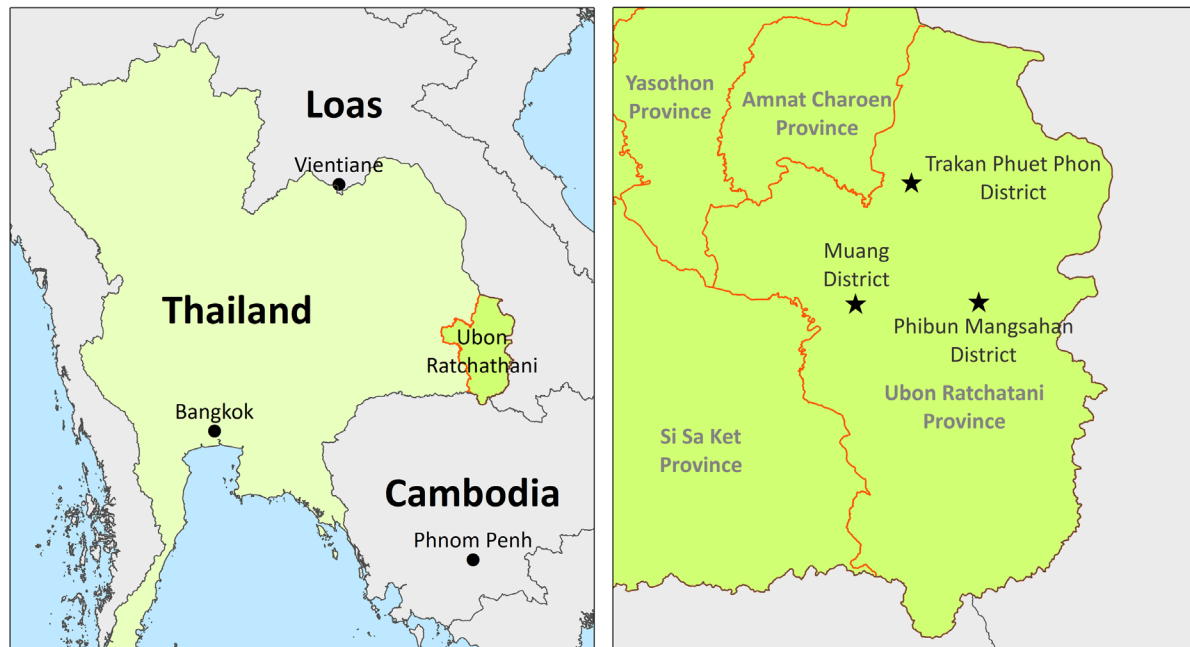 Loas
Vientiane
Thailand
Ubon
Ratchathani
Bangkok
Cambodia
Phnom Penh
Yasothon
Province
Amnat Charoen
Province
Trakan Phuet Phon
District
Muang
District
Phibun Mangsahan
District
Ubon Ratchatani
Province
Si Sa Ket
Province